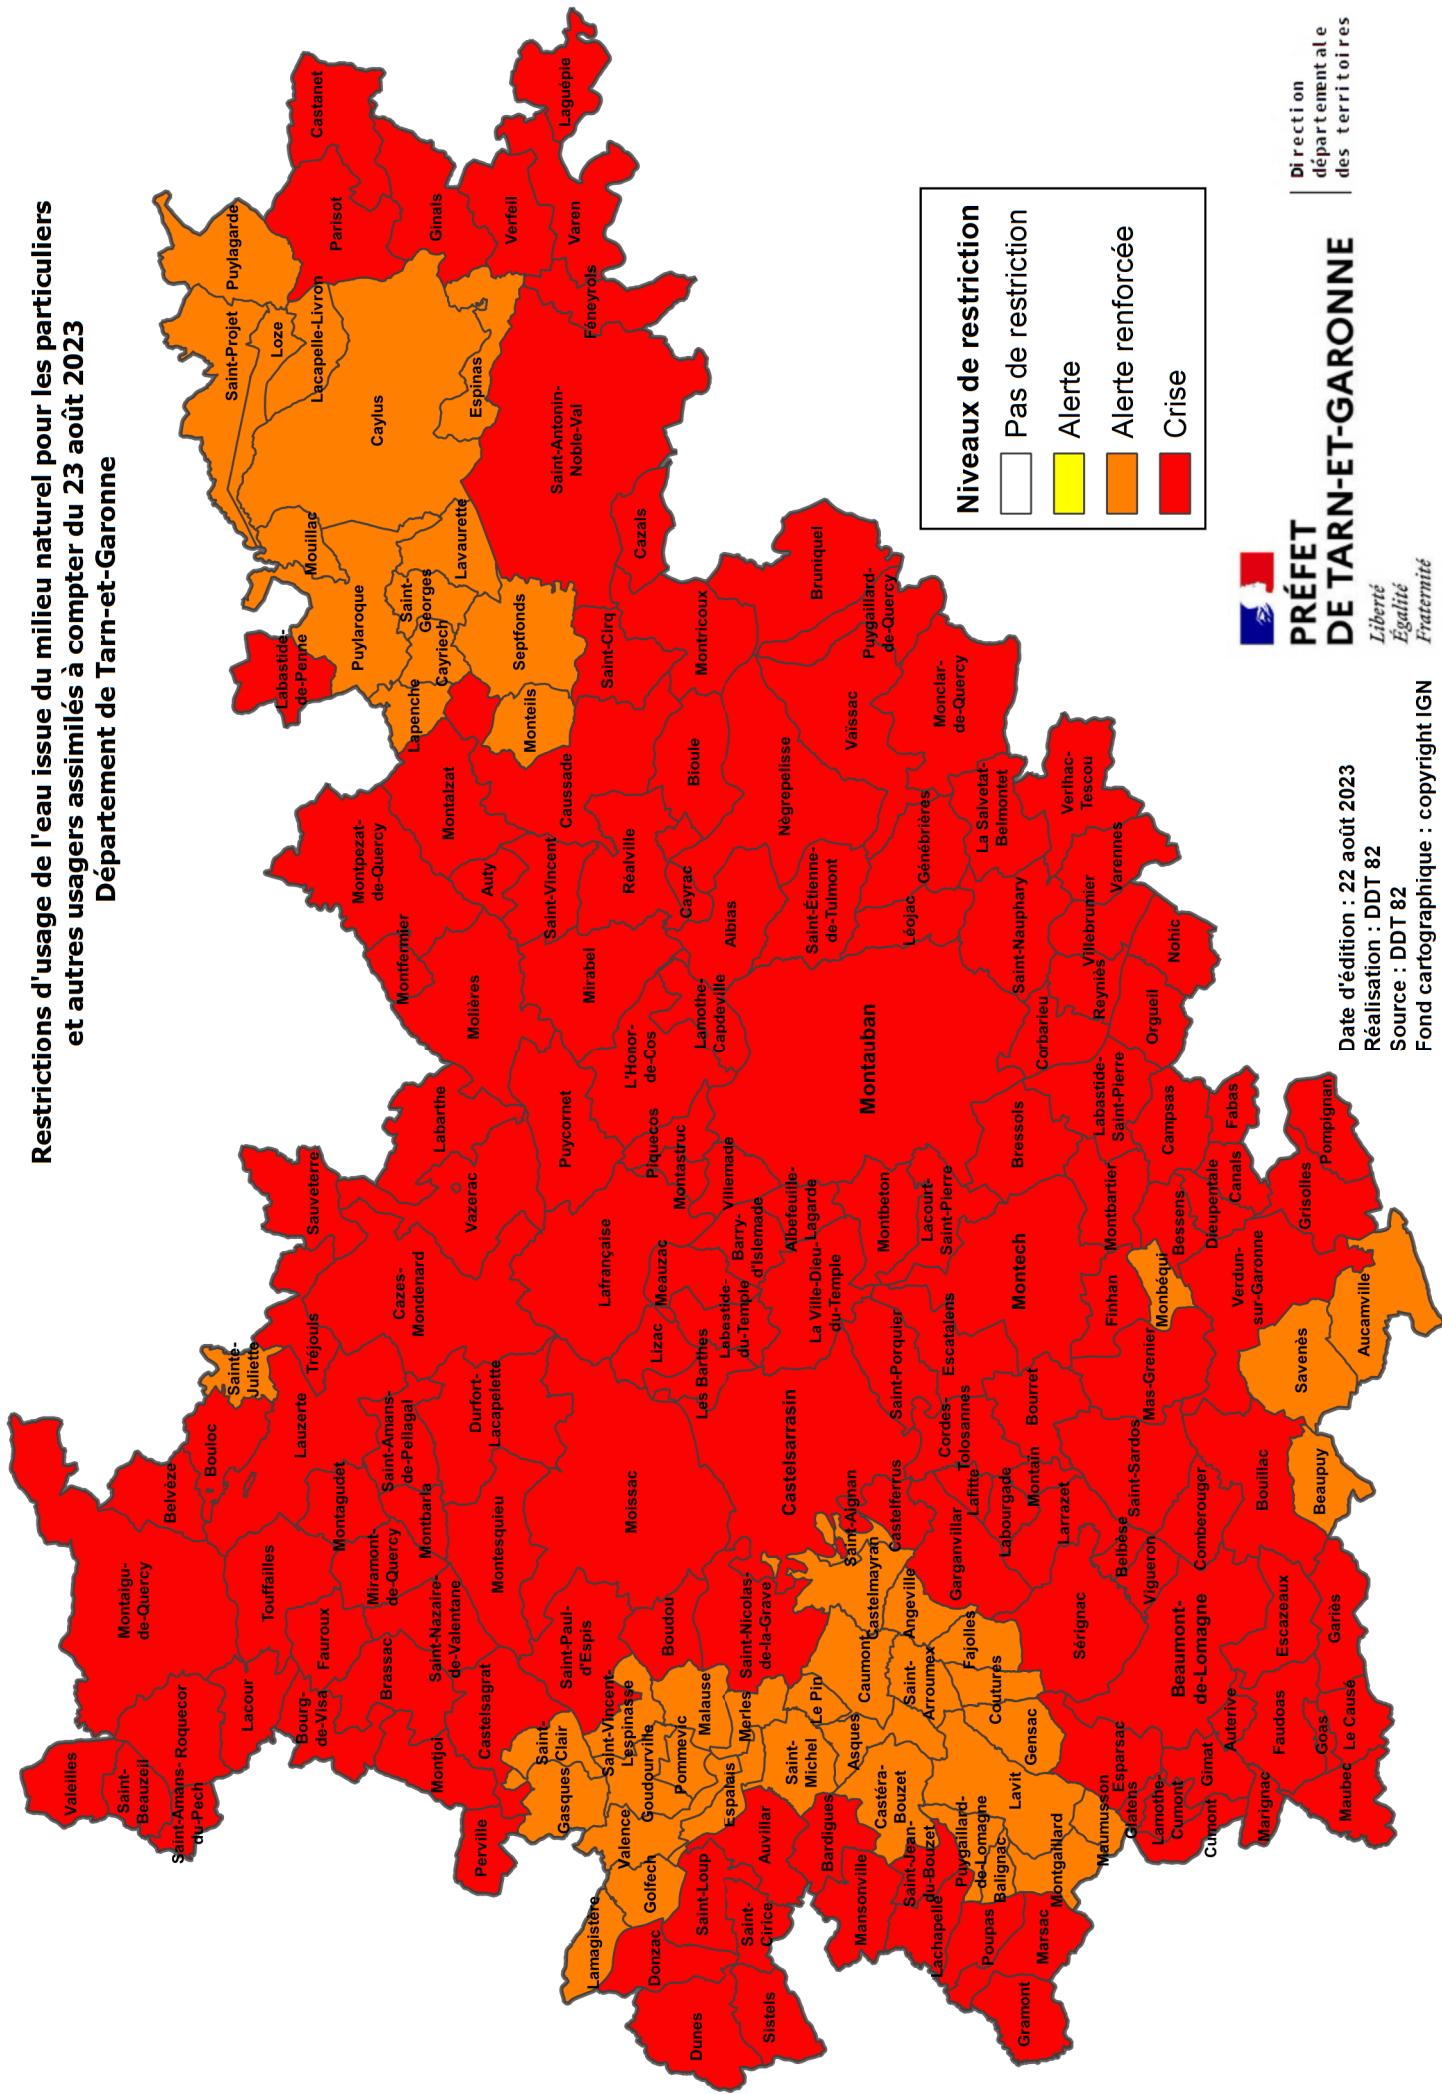 Restrictions d'usage de l'eau issue du milieu naturel pour les particuliers
et autres usagers assimilés à compter du 23 août 2023
Département de Tarn-et-Garonne
Valeilles
Saint-
Beauzeil
Saint-Amans-
du-Pech
Roquecor
Montaigu-
de-Quercy
Belvèze
Bouloc
Sainte-
Juliette
Lacour
Touffailles
Bourg-
de-Visa
Fauroux
Lauzerte
Tréjouls
Sauveterre
Montaguet
Brassac
Miramont-
de-Quercy
Saint-Amans-
de-Pellagal
Montbarla
Cazes-
Mondenard
Montjoi
Saint-Nazaire-
de-Valentane
Castelsagrat
Montesquieu
Durfort-
Lacapelette
Vazerac
Labarthe
Perville
Molières
Montfermier
Montpezat-
de-Quercy
Montalzat
Auty
Saint-Vincent
Caussade
Lapenche
Labastide-
de-Penne
Puylaroque
Mouillac
Saint-
Georges
Cayriech
Lavaurette
Septfonds
Monteils
Saint-Projet
Puylagarde
Loze
Lacapelle-Livron
Caylus
Espinas
Parisot
Castanet
Ginals
Verfeil
Varen
Laguépie
Féneyrols
Saint-Antonin-
Noble-Val
Cazals
Saint-Cirq
Montricoux
Bruniquel
Puygaillard-
de-Quercy
Monclar-
de-Quercy
Vaïssac
Bioule
Nègrepelisse
Réalville
Cayrac
Albias
Mirabel
Saint-Étienne-
de-Tulmont
Génébrières
Léojac
La Salvetat-
Belmontet
Verlhac-
Tescou
Varennes
Villebrumier
Saint-Nauphary
Reyniès
Nohic
Orgueil
Corbarieu
Labastide-
Saint-Pierre
Campsas
Fabas
Pompignan
Grisolles
Canals
Dieupentale
Bessens
Montbartier
Bressols
Montauban
Lamothe-
Capdeville
L'Honor-
de-Cos
Puycornet
Piquecos
Montastruc
Villemade
Lafrançaise
Meauzac
Barry-
d'Islemade
Albefeuille-
Lagarde
Montbeton
Lacourt-
Saint-Pierre
Montech
Lizac
Les Barthes
Labastide-
du-Temple
La Ville-Dieu-
du-Temple
Saint-Porquier
Escatalens
Finhan
Monbéqui
Verdun-
sur-Garonne
Aucamville
Savenès
Beaupuy
Mas-Grenier
Bourret
Cordes-
Tolosannes
Moissac
Castelsarrasin
Saint-Aignan
Castelferrus
Lafitte
Labourgade
Montain
Garganvillar
Larrazet
Saint-Sardos
Belbèse
Vigueron
Comberouger
Bouillac
Saint-Paul-
d'Espis
Boudou
Saint-Nicolas-
de-la-Grave
Castelmayran
Angeville
Caumont
Saint-
Arroumex
Fajolles
Coutures
Sérignac
Beaumont-
de-Lomagne
Escazeaux
Gariès
Saint-
Clair
Gasques
Saint-Vincent-
Lespinasse
Goudourville
Pommevic
Malause
Merles
Le Pin
Espalais
Saint-
Michel
Asques
Castéra-
Bouzet
Gensac
Lavit
Esparsac
Auterive
Faudoas
Goas
Le Causé
Maubec
Marignac
Gimat
Cumont
Lamothe-
Cumont
Glatens
Maumusson
Montgaillard
Balignac
Puygaillard-
de-Lomagne
Saint-Jean-
du-Bouzet
Bardigues
Auvillar
Valence
Golfech
Lamagistère
Donzac
Saint-Loup
Saint-
Cirice
Mansonville
Lachapelle
Poupas
Marsac
Gramont
Dunes
Sistels
Niveaux de restriction
Pas de restriction
Alerte
Alerte renforcée
Crise
PRÉFET
DE TARN-ET-GARONNE
Liberté
Égalité
Fraternité
Direction
départementale
des territoires
Date d'édition : 22 août 2023
Réalisation : DDT 82
Source : DDT 82
Fond cartographique : copyright IGN